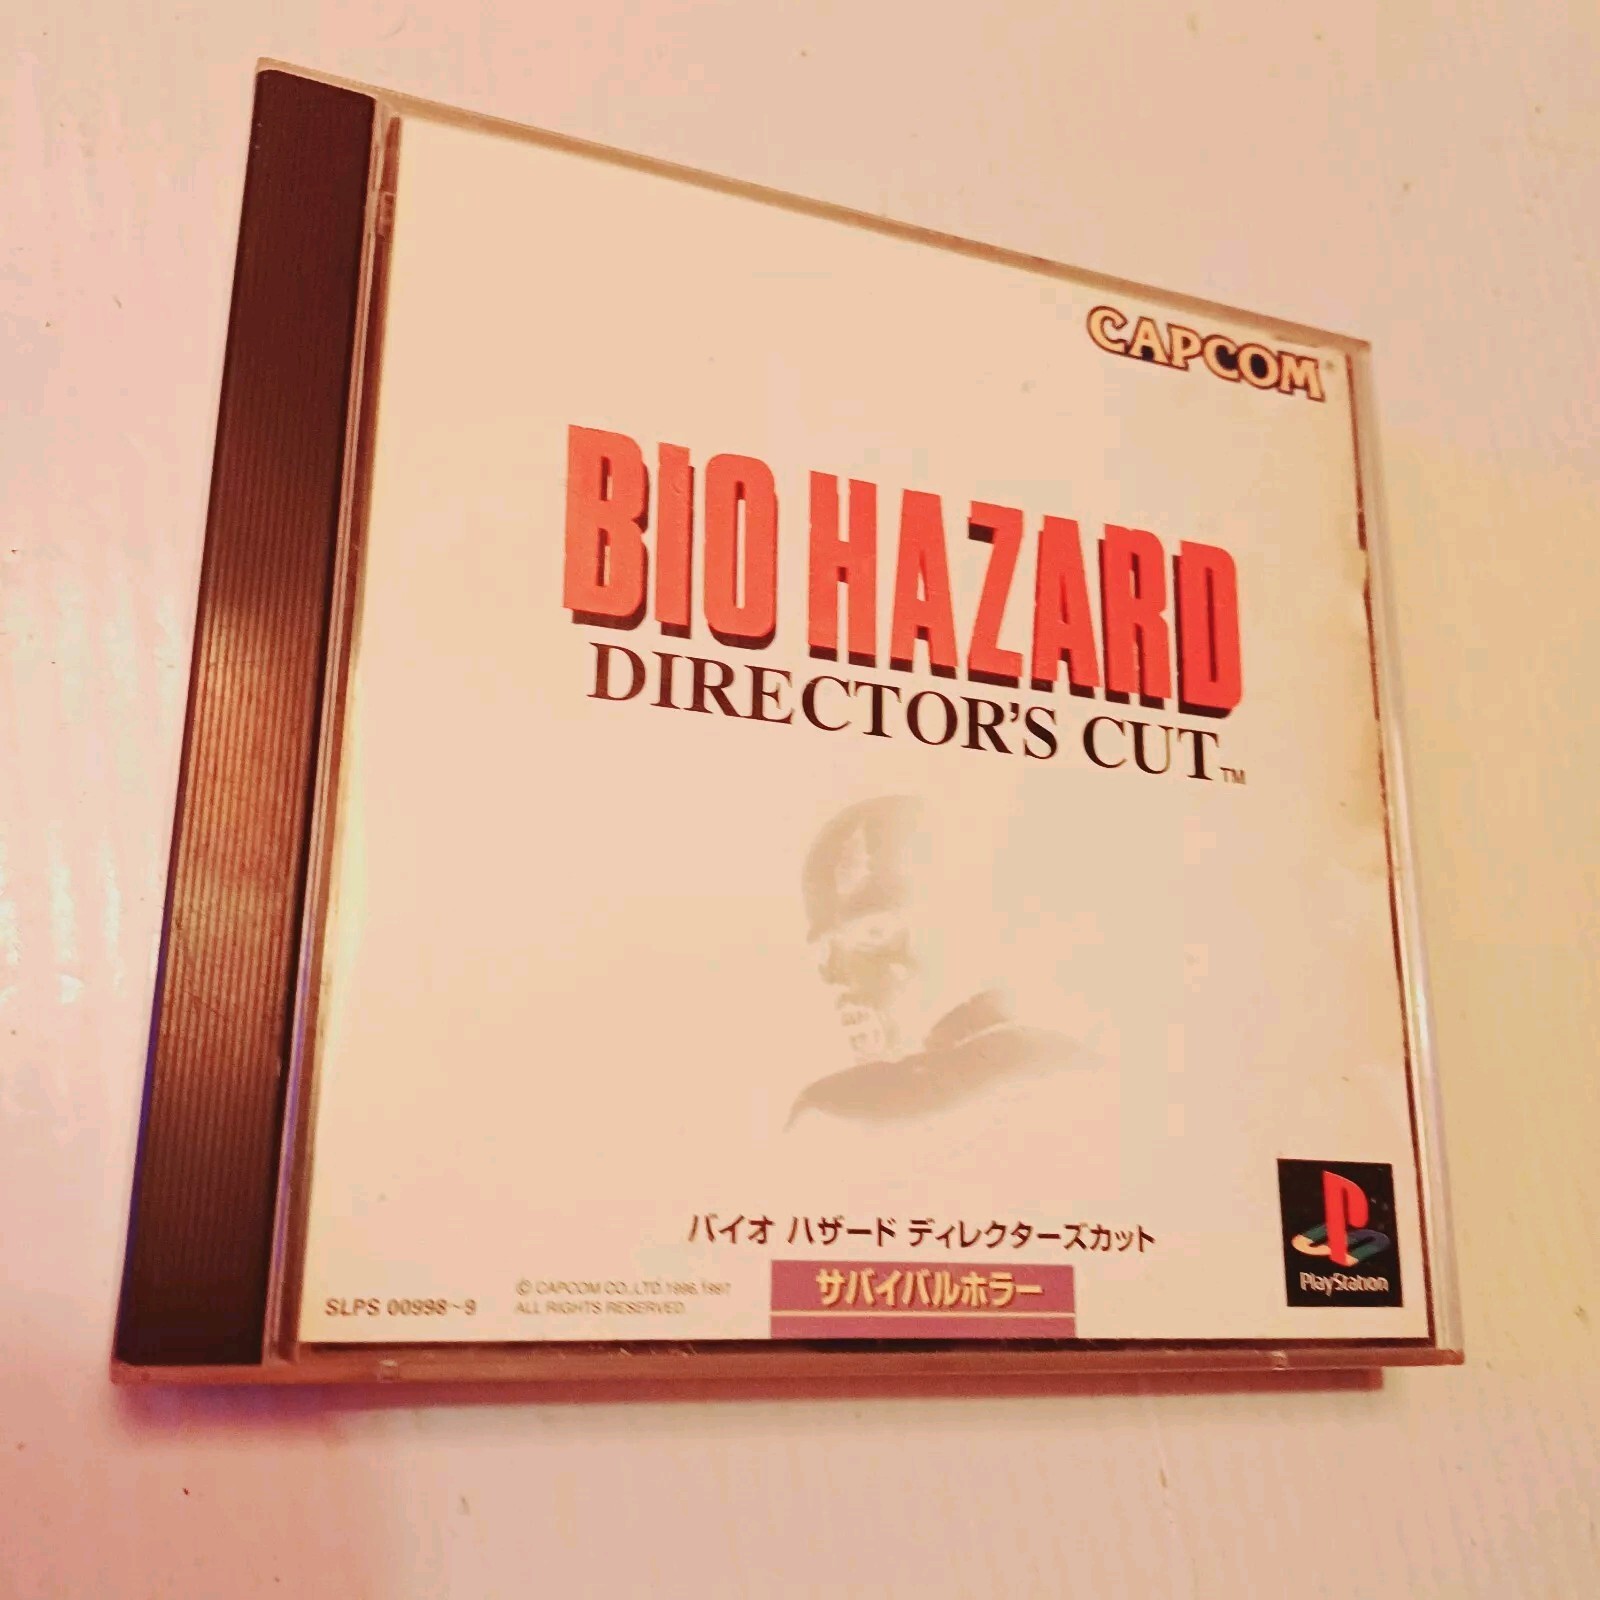 CAPCOM
BIO HAZARD
DIRECTOR'S CUT™
バイオ ハザード ディレクターズカット
サバイバルホラー
SLPS 00998~9
© CAPCOM CO.,LTD.1996,1997
ALL RIGHTS RESERVED.
PlayStation